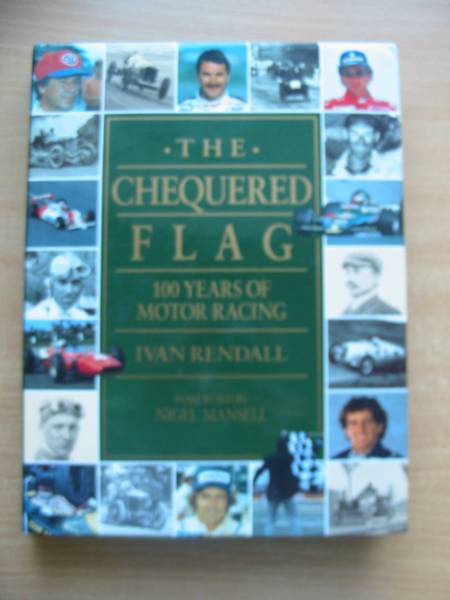 · THE ·
CHEQUERED
FLAG
100 YEARS OF
MOTOR RACING
IVAN RENDALL
FOREWORD BY
NIGEL MANSELL